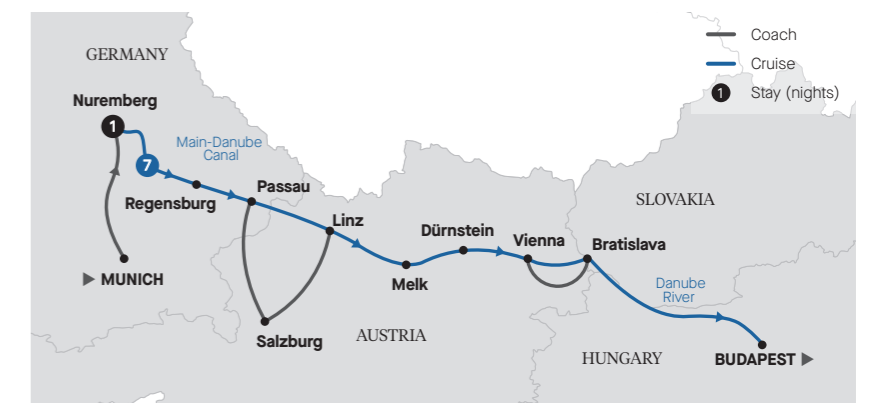 GERMANY
Coach
Cruise
1 Stay (nights)
Nuremberg
1
Main-Danube
Canal
7
Regensburg
Passau
MUNICH
Linz
Salzburg
AUSTRIA
Melk
Dürnstein
Vienna
Bratislava
SLOVAKIA
Danube
River
HUNGARY
BUDAPEST